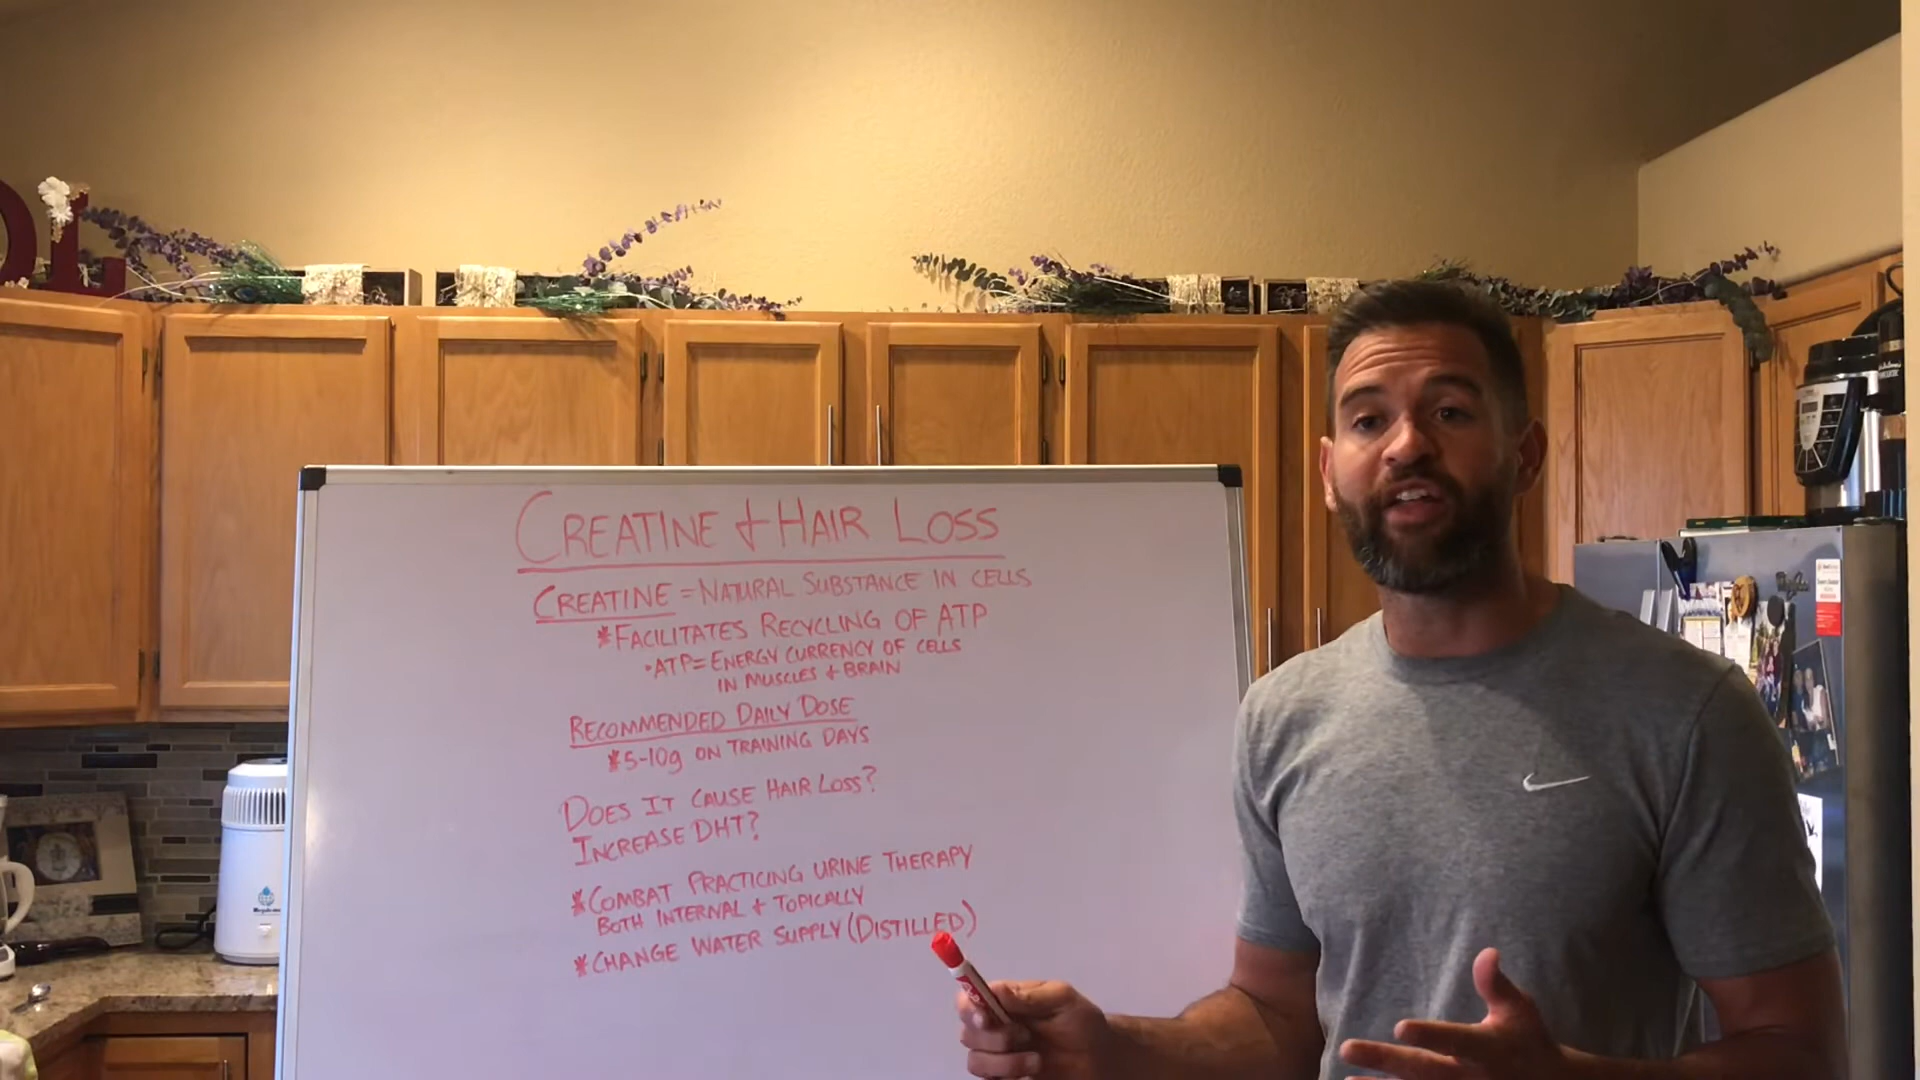 CREATINE + HAIR LOSS
CREATINE = NATURAL SUBSTANCE IN CELLS
*FACILITATES RECYCLING OF ATP
•ATP = ENERGY CURRENCY OF CELLS
IN MUSCLES + BRAIN
RECOMMENDED DAILY DOSE
*5-10g ON TRAINING DAYS
DOES IT CAUSE HAIR LOSS?
INCREASE DHT?
*COMBAT PRACTICING URINE THERAPY
BOTH INTERNAL + TOPICALLY
*CHANGE WATER SUPPLY (DISTILLED)